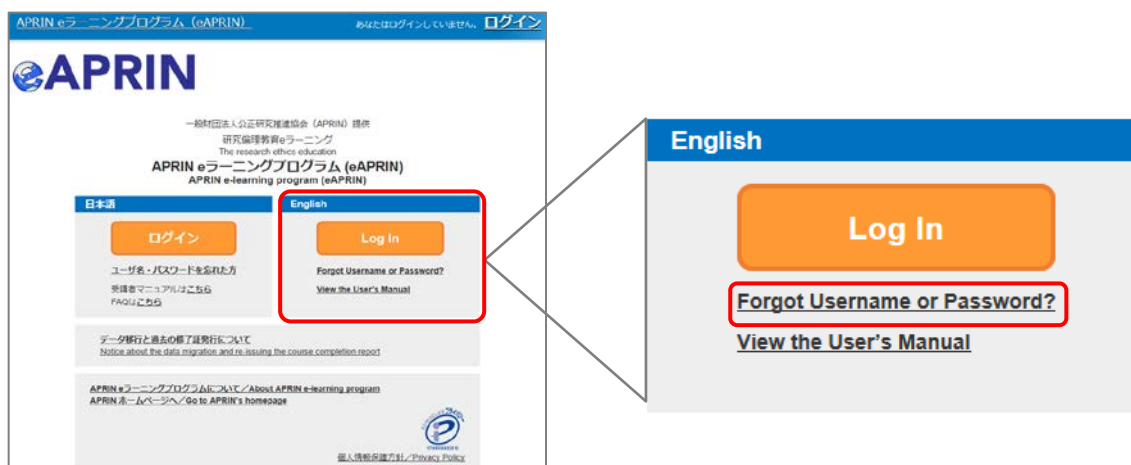 APRIN eラーニングプログラム（eAPRIN）
あなたはログインしていません。 ログイン
eAPRIN
一般財団法人公正研究推進協会（APRIN）提供
研究倫理教育eラーニング
The research ethics education
APRIN eラーニングプログラム (eAPRIN)
APRIN e-learning program (eAPRIN)
日本語
ログイン
ユーザ名・パスワードを忘れた方
受講者マニュアルはこちら
FAQはこちら
English
Log In
Forgot Username or Password?
View the User's Manual
データ移行と過去の修了証発行について
Notice about the data migration and re-issuing the course completion report
APRIN eラーニングプログラムについて／About APRIN e-learning program
APRIN ホームページへ／Go to APRIN's homepage
個人情報保護方針／Privacy Policy
English
Log In
Forgot Username or Password?
View the User's Manual